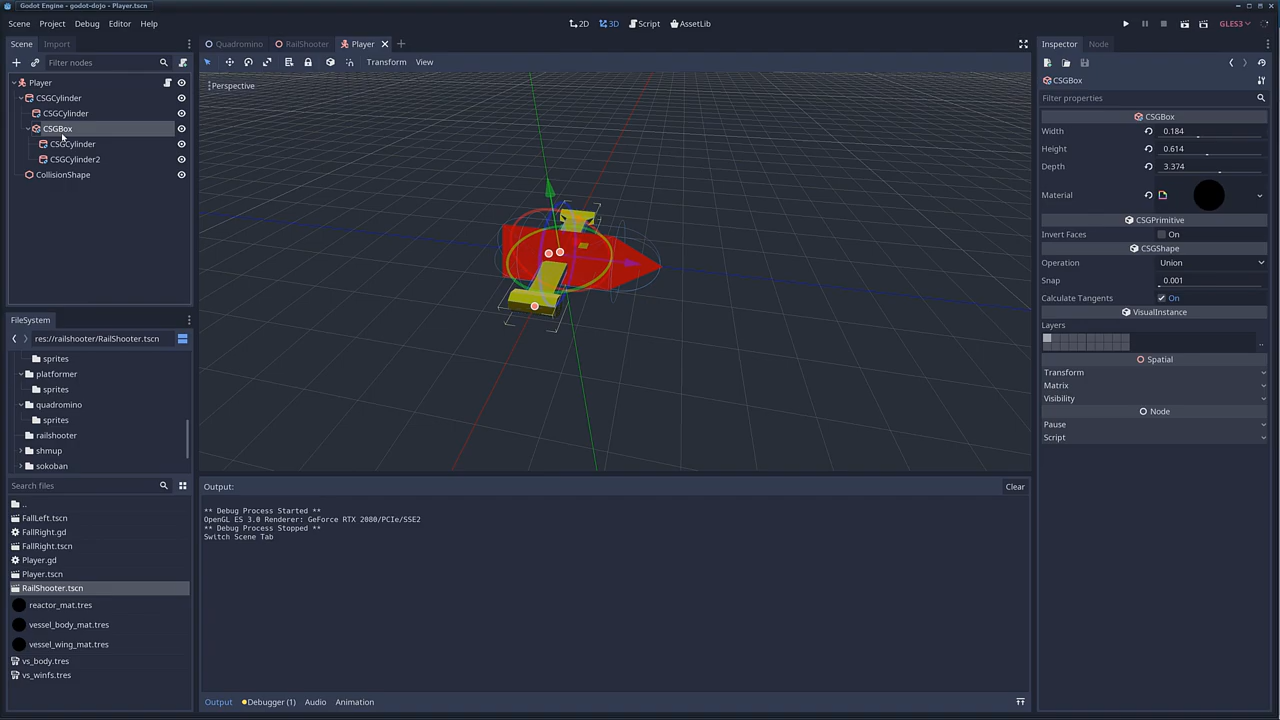 Godot Engine - godot-dojo - Player.tscn
Scene Project Debug Editor Help
2D 3D Script AssetLib
GLES3
Scene Import
Quadromino RailShooter Player
Inspector Node
Filter nodes
Transform View
CSGBox
Perspective
Filter properties
Player
CSGCylinder
CSGCylinder
CSGBox
CSGCylinder
CSGCylinder2
CollisionShape
CSGBox
Width 0.184
Height 0.614
Depth 3.374
Material
CSGPrimitive
Invert Faces On
CSGShape
Operation Union
Snap 0.001
Calculate Tangents On
VisualInstance
Layers
..
Spatial
Transform
Matrix
Visibility
Node
Pause
Script
FileSystem
res://railshooter/RailShooter.tscn
sprites
platformer
sprites
quadromino
sprites
railshooter
shmup
sokoban
Search files
..
FallLeft.tscn
FallRight.gd
FallRight.tscn
Player.gd
Player.tscn
RailShooter.tscn
reactor_mat.tres
vessel_body_mat.tres
vessel_wing_mat.tres
vs_body.tres
vs_winfs.tres
Output:
Clear
** Debug Process Started **
OpenGL ES 3.0 Renderer: GeForce RTX 2080/PCIe/SSE2
** Debug Process Stopped **
Switch Scene Tab
Output Debugger (1) Audio Animation